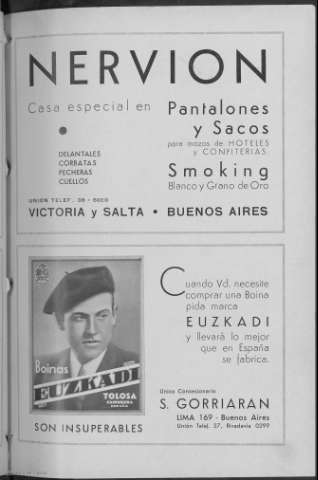 NERVION
Casa especial en
Pantalones
y Sacos
para mozos de HOTELES
y CONFITERIAS
DELANTALES
CORBATAS
PECHERAS
CUELLOS
Smoking
Blanco y Grano de Oro
UNION TELEF. 38 -
VICTORIA y SALTA • BUENOS AIRES
Boinas
EUZKADI
TOLOSA
SON INSUPERABLES
Cuando Vd. necesite
comprar una Boina
pida marca
EUZKADI
y llevará lo mejor
que en España
se fabrica.
Unico Concesionario
S. GORRIARAN
LIMA 169 - Buenos Aires
Unión Telef. 37, Rivadavia 0299